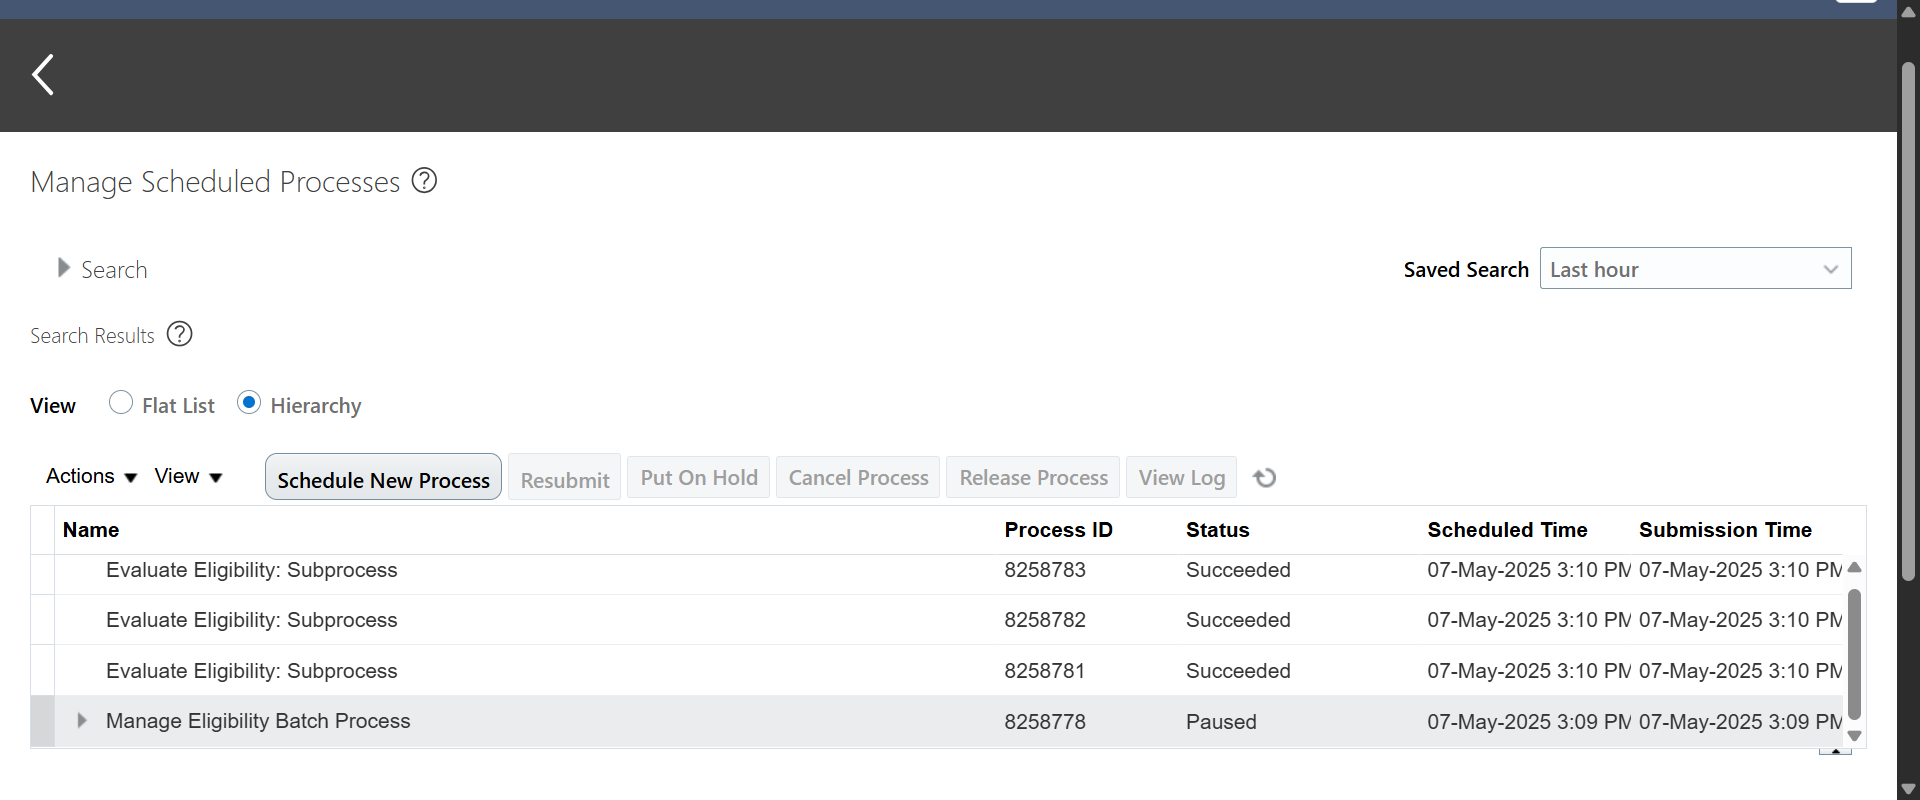 Manage Scheduled Processes ?
Search
Saved Search Last hour
Search Results ?
View Flat List Hierarchy
Actions View Schedule New Process Resubmit Put On Hold Cancel Process Release Process View Log
Name Process ID Status Scheduled Time Submission Time
Evaluate Eligibility: Subprocess 8258783 Succeeded 07-May-2025 3:10 PM 07-May-2025 3:10 PM
Evaluate Eligibility: Subprocess 8258782 Succeeded 07-May-2025 3:10 PM 07-May-2025 3:10 PM
Evaluate Eligibility: Subprocess 8258781 Succeeded 07-May-2025 3:10 PM 07-May-2025 3:10 PM
Manage Eligibility Batch Process 8258778 Paused 07-May-2025 3:09 PM 07-May-2025 3:09 PM